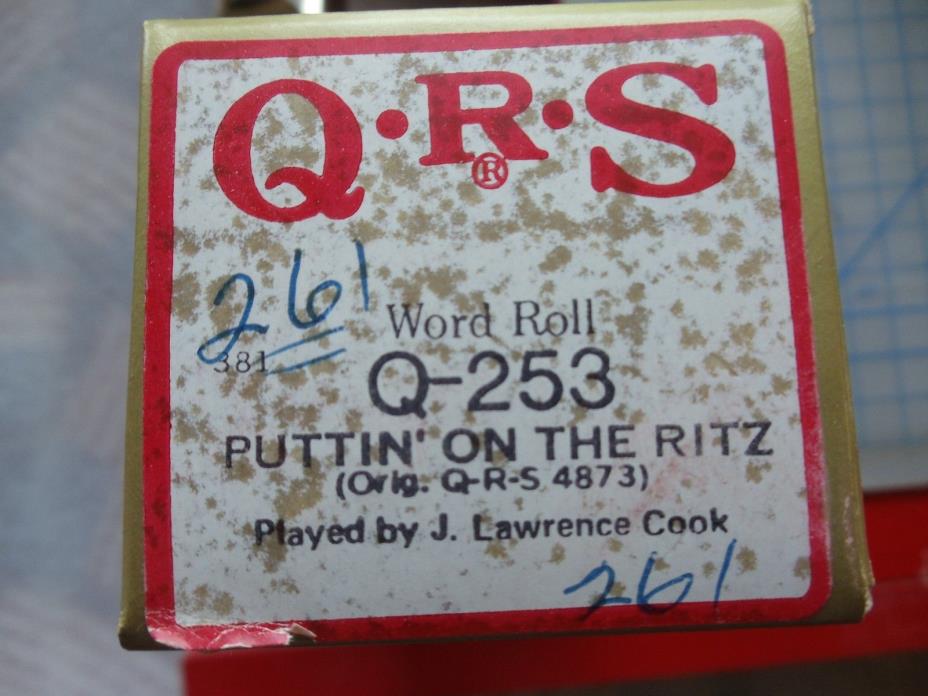 Q·R·S
®
261
Word Roll
381
Q-253
PUTTIN' ON THE RITZ
(Orig. Q-R-S 4873)
Played by J. Lawrence Cook
261